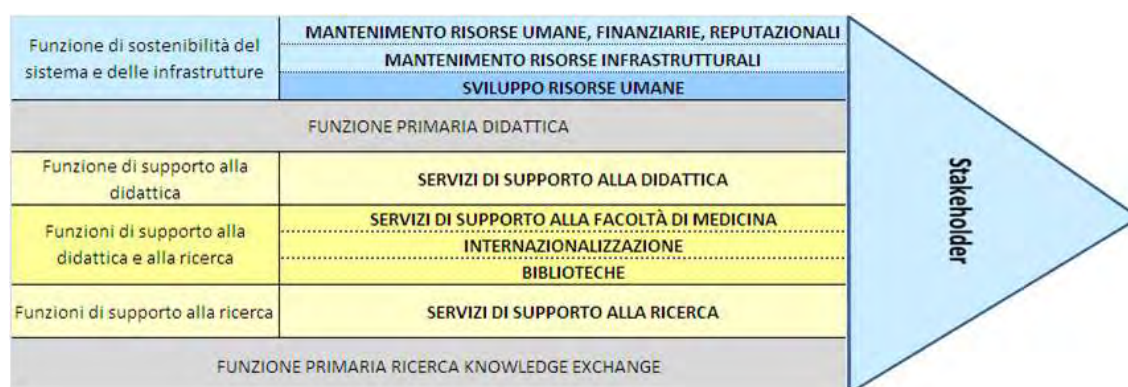 Funzione di sostenibilità del
sistema e delle infrastrutture
MANTENIMENTO RISORSE UMANE, FINANZIARIE, REPUTAZIONALI
MANTENIMENTO RISORSE INFRASTRUTTURALI
SVILUPPO RISORSE UMANE
FUNZIONE PRIMARIA DIDATTICA
Funzione di supporto alla
didattica
SERVIZI DI SUPPORTO ALLA DIDATTICA
Funzioni di supporto alla
didattica e alla ricerca
SERVIZI DI SUPPORTO ALLA FACOLTÀ DI MEDICINA
INTERNAZIONALIZZAZIONE
BIBLIOTECHE
Funzioni di supporto alla ricerca
SERVIZI DI SUPPORTO ALLA RICERCA
FUNZIONE PRIMARIA RICERCA KNOWLEDGE EXCHANGE
Stakeholder